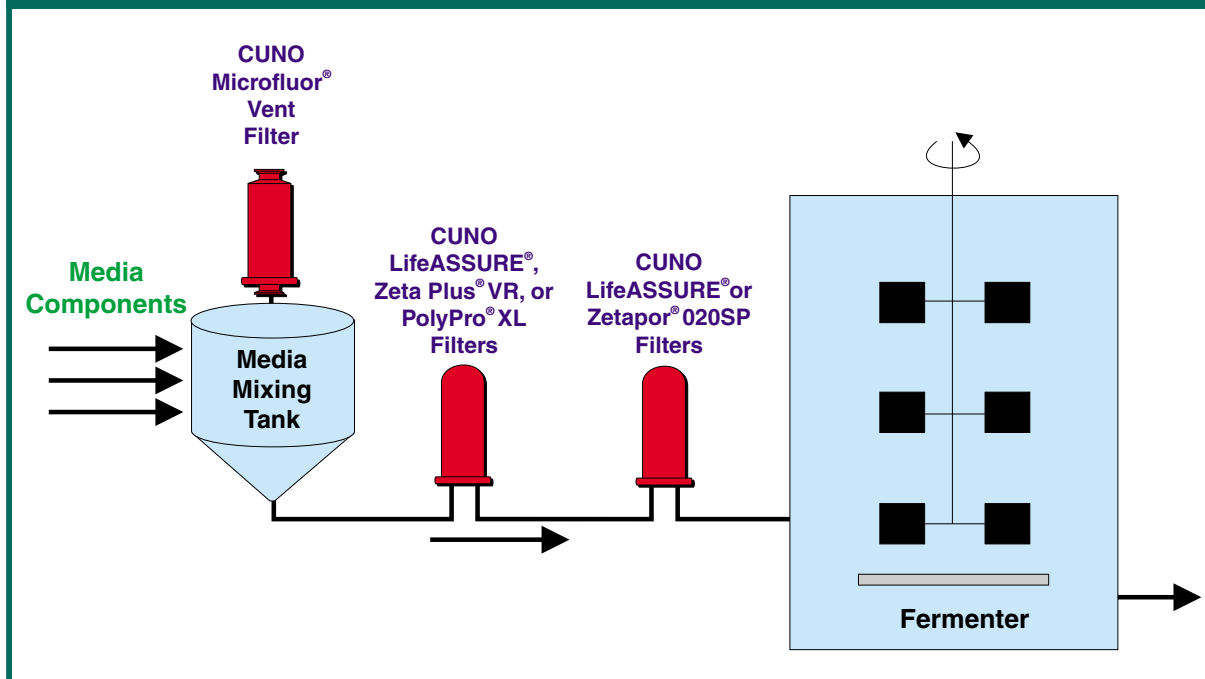 CUNO
Microfluor®
Vent
Filter
Media
Components
Media
Mixing
Tank
CUNO
LifeASSURE®,
Zeta Plus® VR, or
PolyPro® XL
Filters
CUNO
LifeASSURE® or
Zetapor® 020SP
Filters
Fermenter